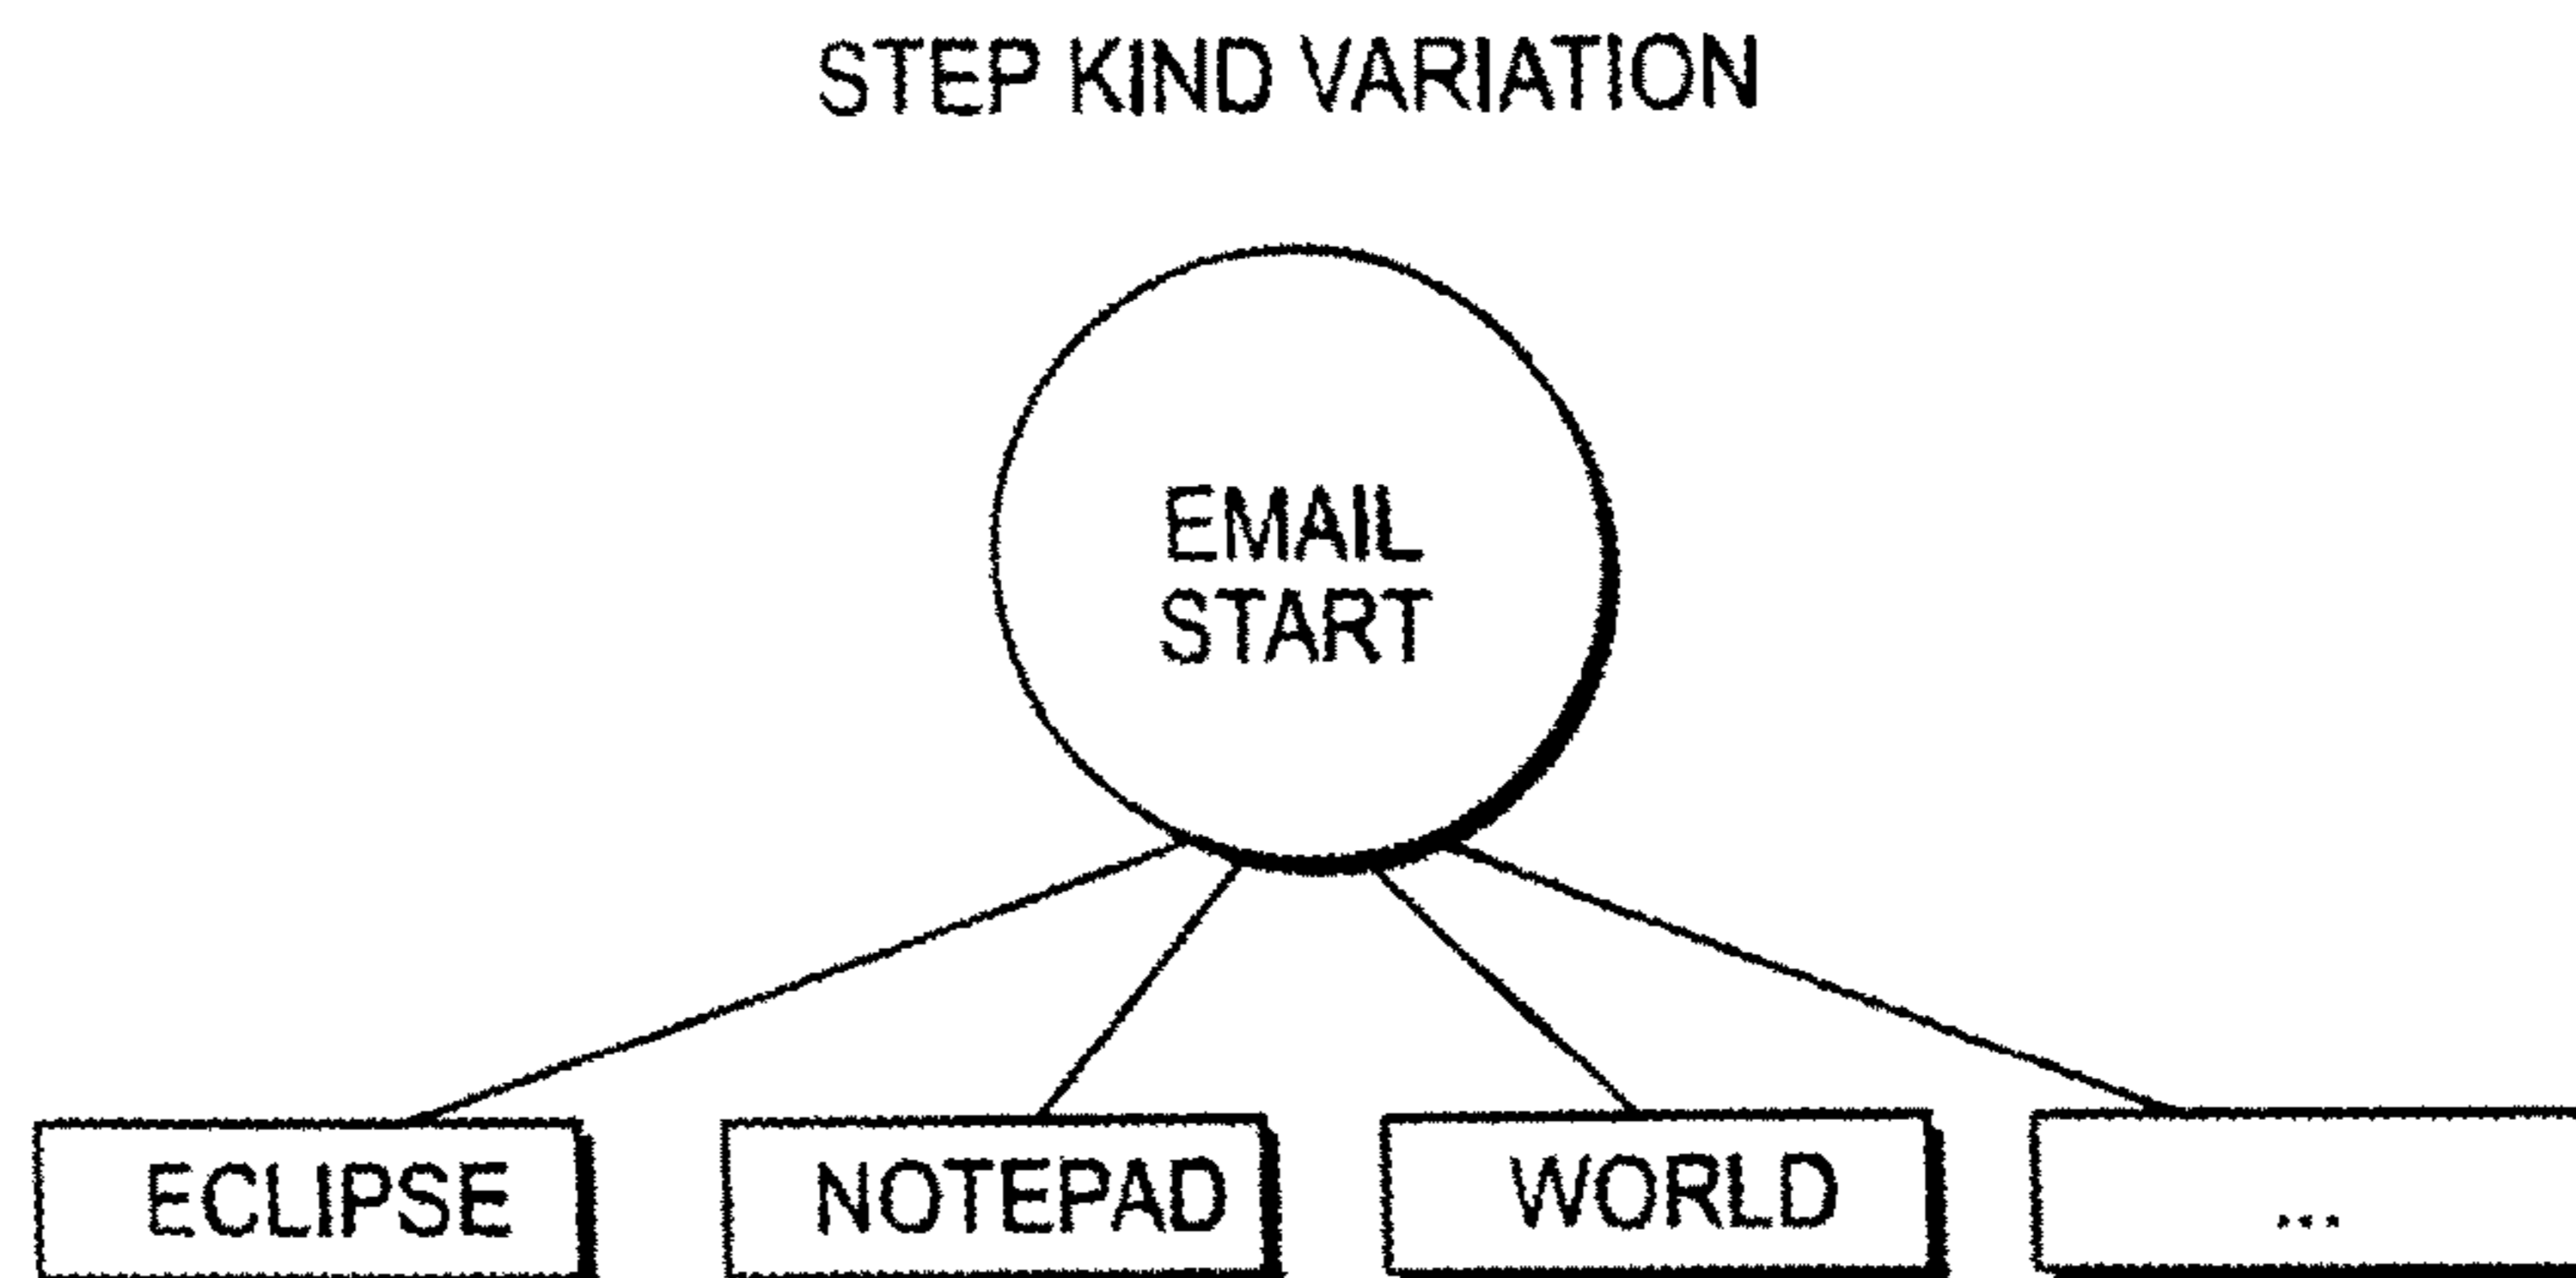 STEP KIND VARIATION
EMAIL
START
ECLIPSE
NOTEPAD
WORLD
...